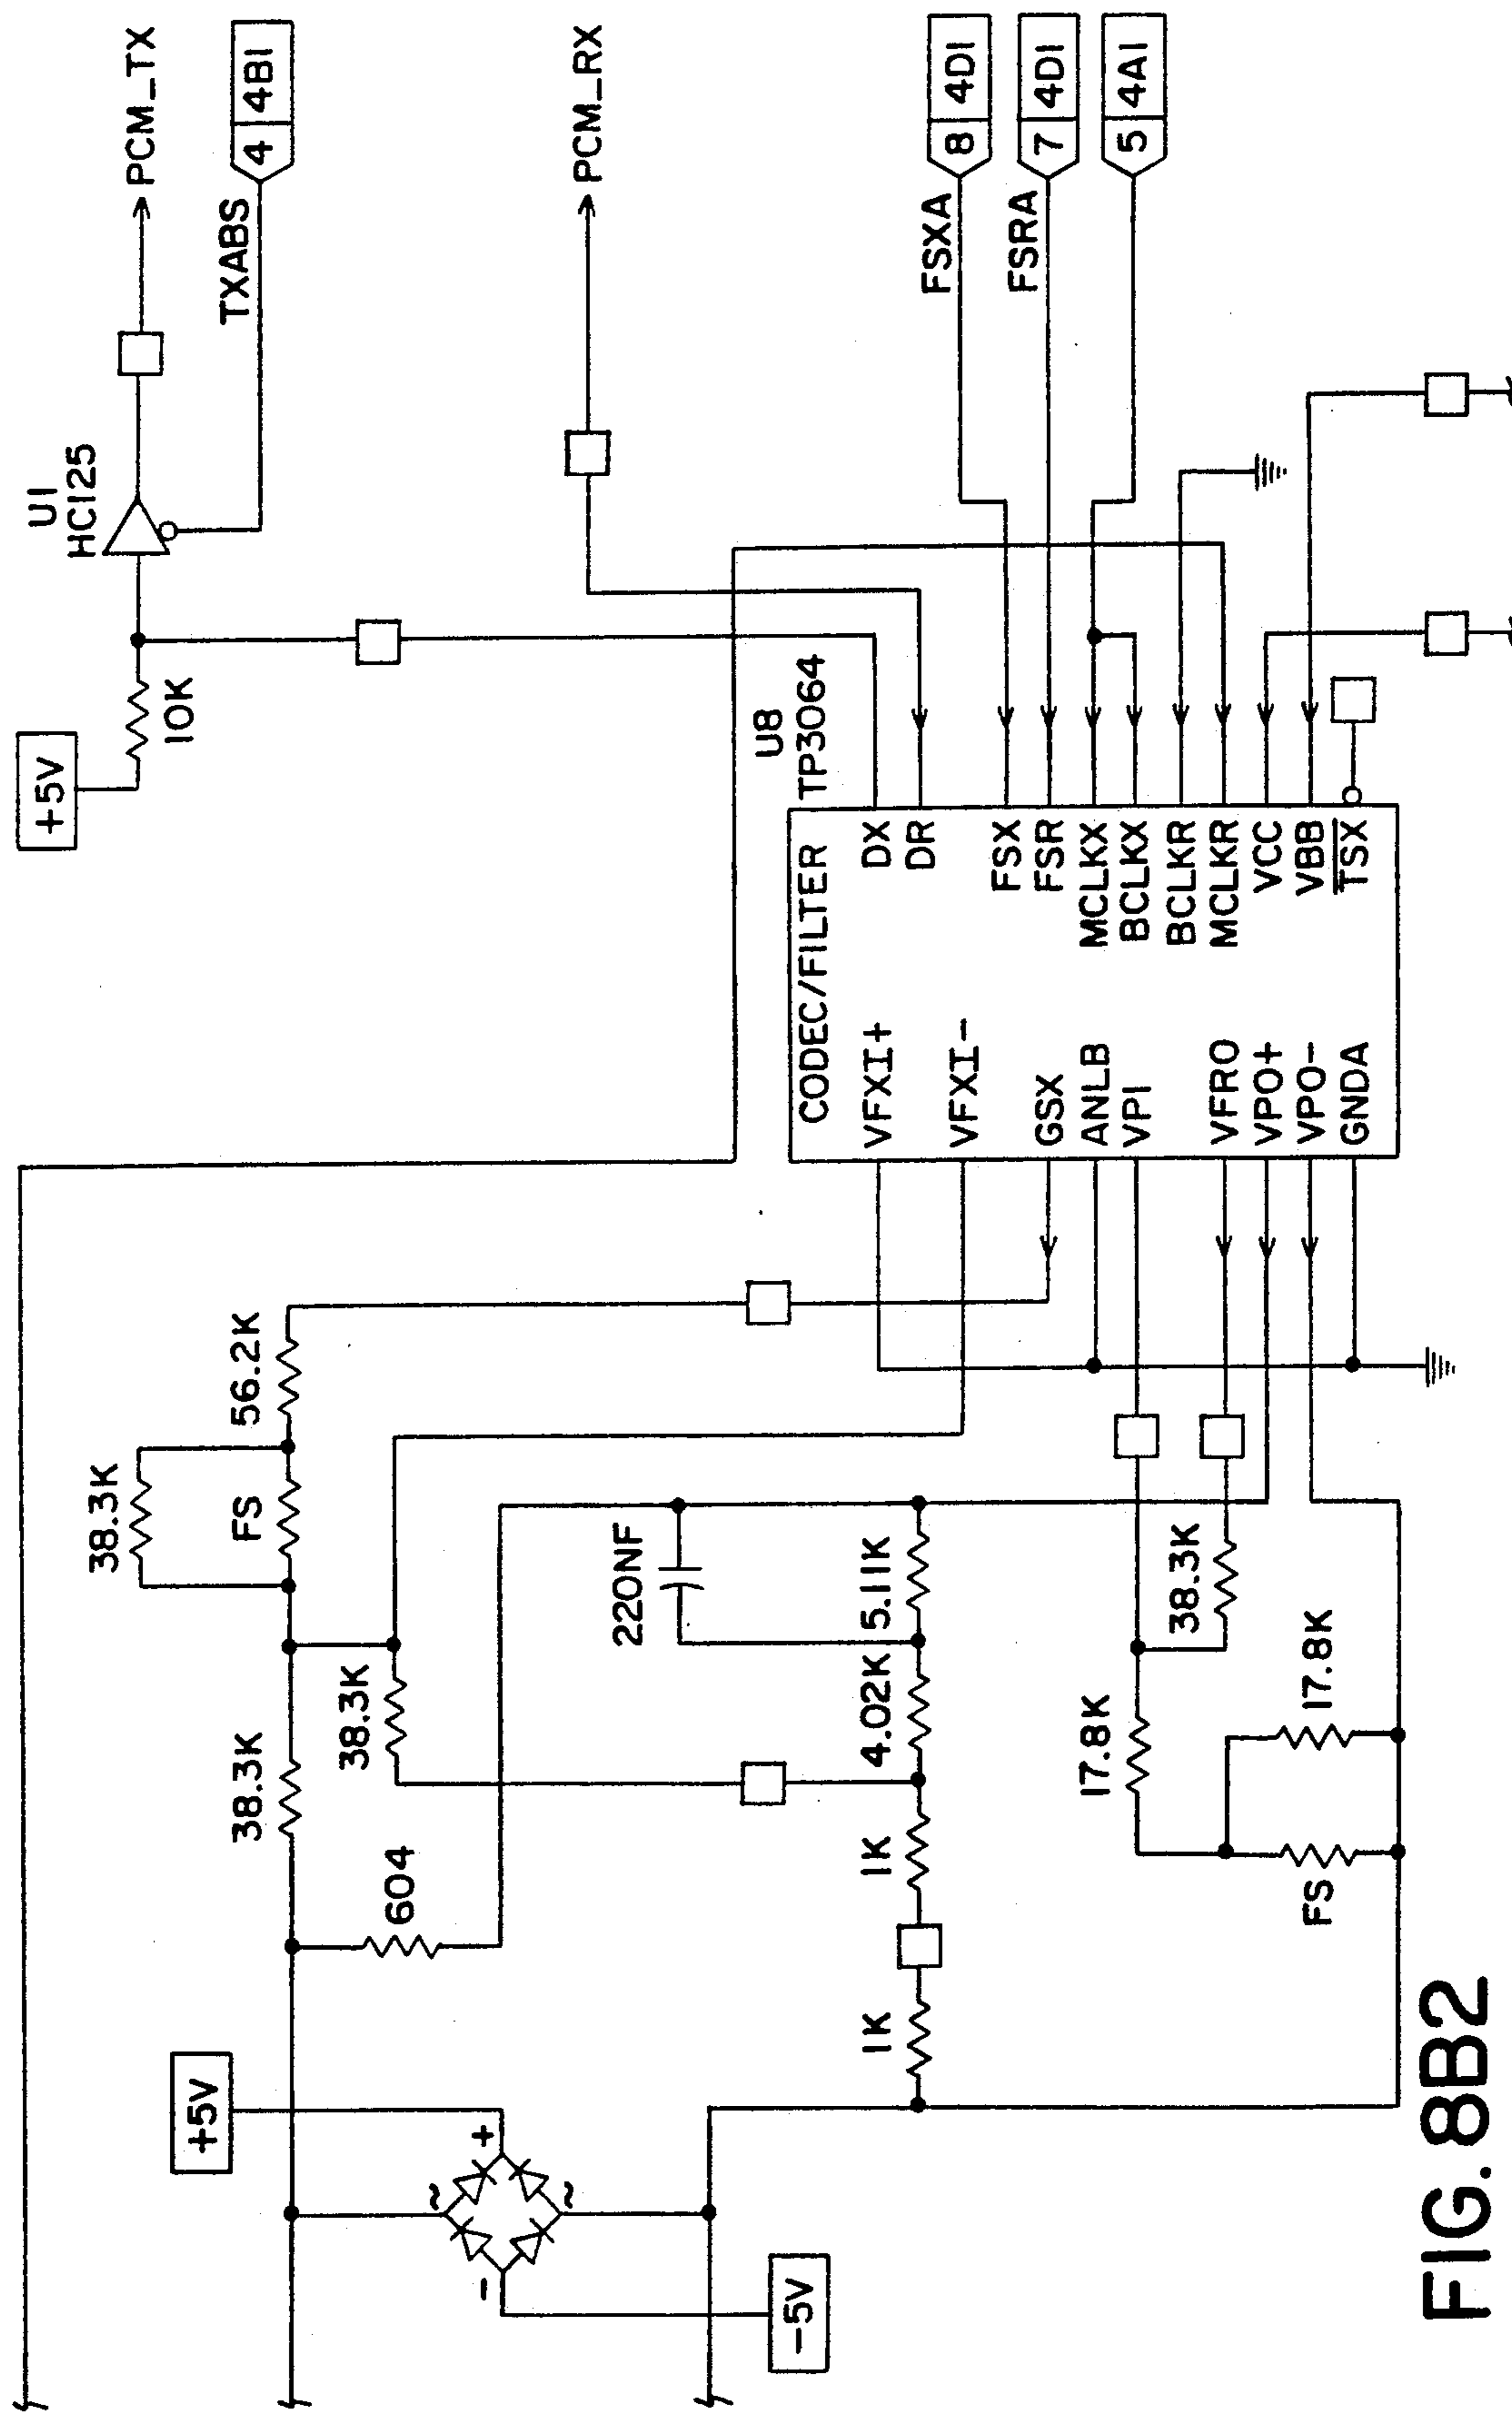 +5V
-5V
~
+
-
~
604
38.3K
38.3K
38.3K
FS
56.2K
220NF
1K
1K
4.02K
5.11K
17.8K
38.3K
FS
17.8K
+5V
10K
U1
HC125
PCM_TX
TXABS
4 4B1
PCM_RX
U8
TP3064
CODEC/FILTER
VFXI+
VFXI-
GSX
ANLB
VPI
VFRO
VPO+
VPO-
GNDA
DX
DR
FSX
FSR
MCLKX
BCLKX
BCLKR
MCLKR
VCC
VBB
TSX
FSXA
8 4D1
FSRA
7 4D1
5 4A1
FIG. 8B2